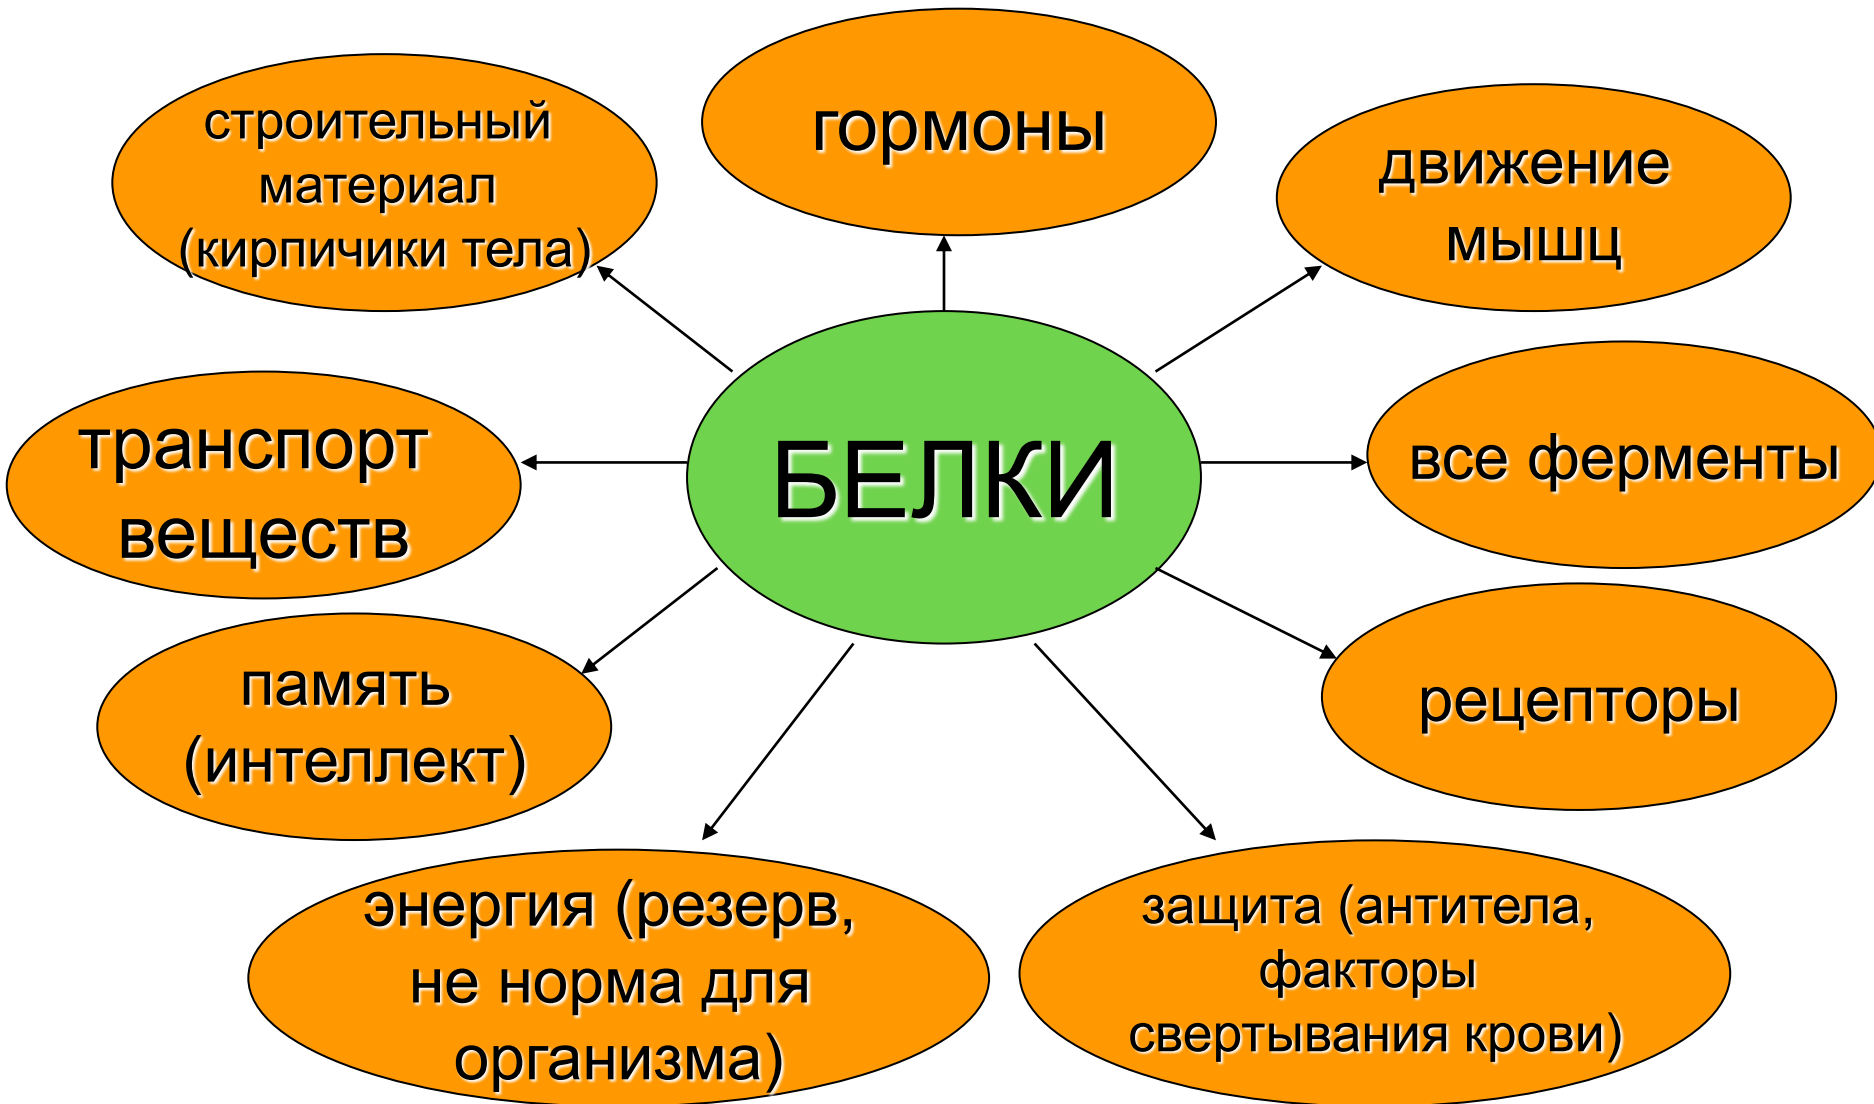 строительный
материал
(кирпичики тела)
гормоны
движение
мышц
транспорт
веществ
БЕЛКИ
все ферменты
память
(интеллект)
рецепторы
энергия (резерв,
не норма для
организма)
защита (антитела,
факторы
свертывания крови)